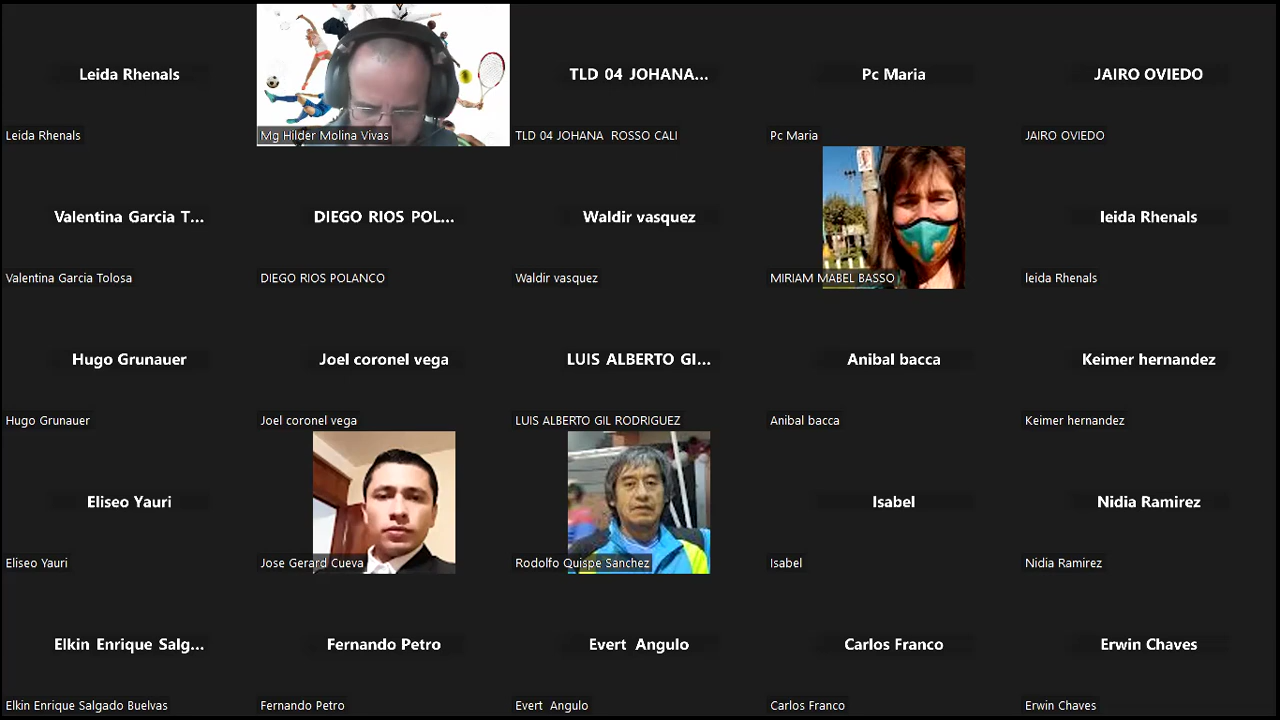 Leida Rhenals
TLD 04 JOHANA...
Pc Maria
JAIRO OVIEDO
Leida Rhenals
Mg Hilder Molina Vivas
TLD 04 JOHANA ROSSO CALI
Pc Maria
JAIRO OVIEDO
Valentina Garcia T...
DIEGO RIOS POL...
Waldir vasquez
leida Rhenals
Valentina Garcia Tolosa
DIEGO RIOS POLANCO
Waldir vasquez
MIRIAM MABEL BASSO
leida Rhenals
Hugo Grunauer
Joel coronel vega
LUIS ALBERTO GI...
Anibal bacca
Keimer hernandez
Hugo Grunauer
Joel coronel vega
LUIS ALBERTO GIL RODRIGUEZ
Anibal bacca
Keimer hernandez
Eliseo Yauri
Isabel
Nidia Ramirez
Eliseo Yauri
Jose Gerard Cueva
Rodolfo Quispe Sanchez
Isabel
Nidia Ramirez
Elkin Enrique Salg...
Fernando Petro
Evert Angulo
Carlos Franco
Erwin Chaves
Elkin Enrique Salgado Buelvas
Fernando Petro
Evert Angulo
Carlos Franco
Erwin Chaves